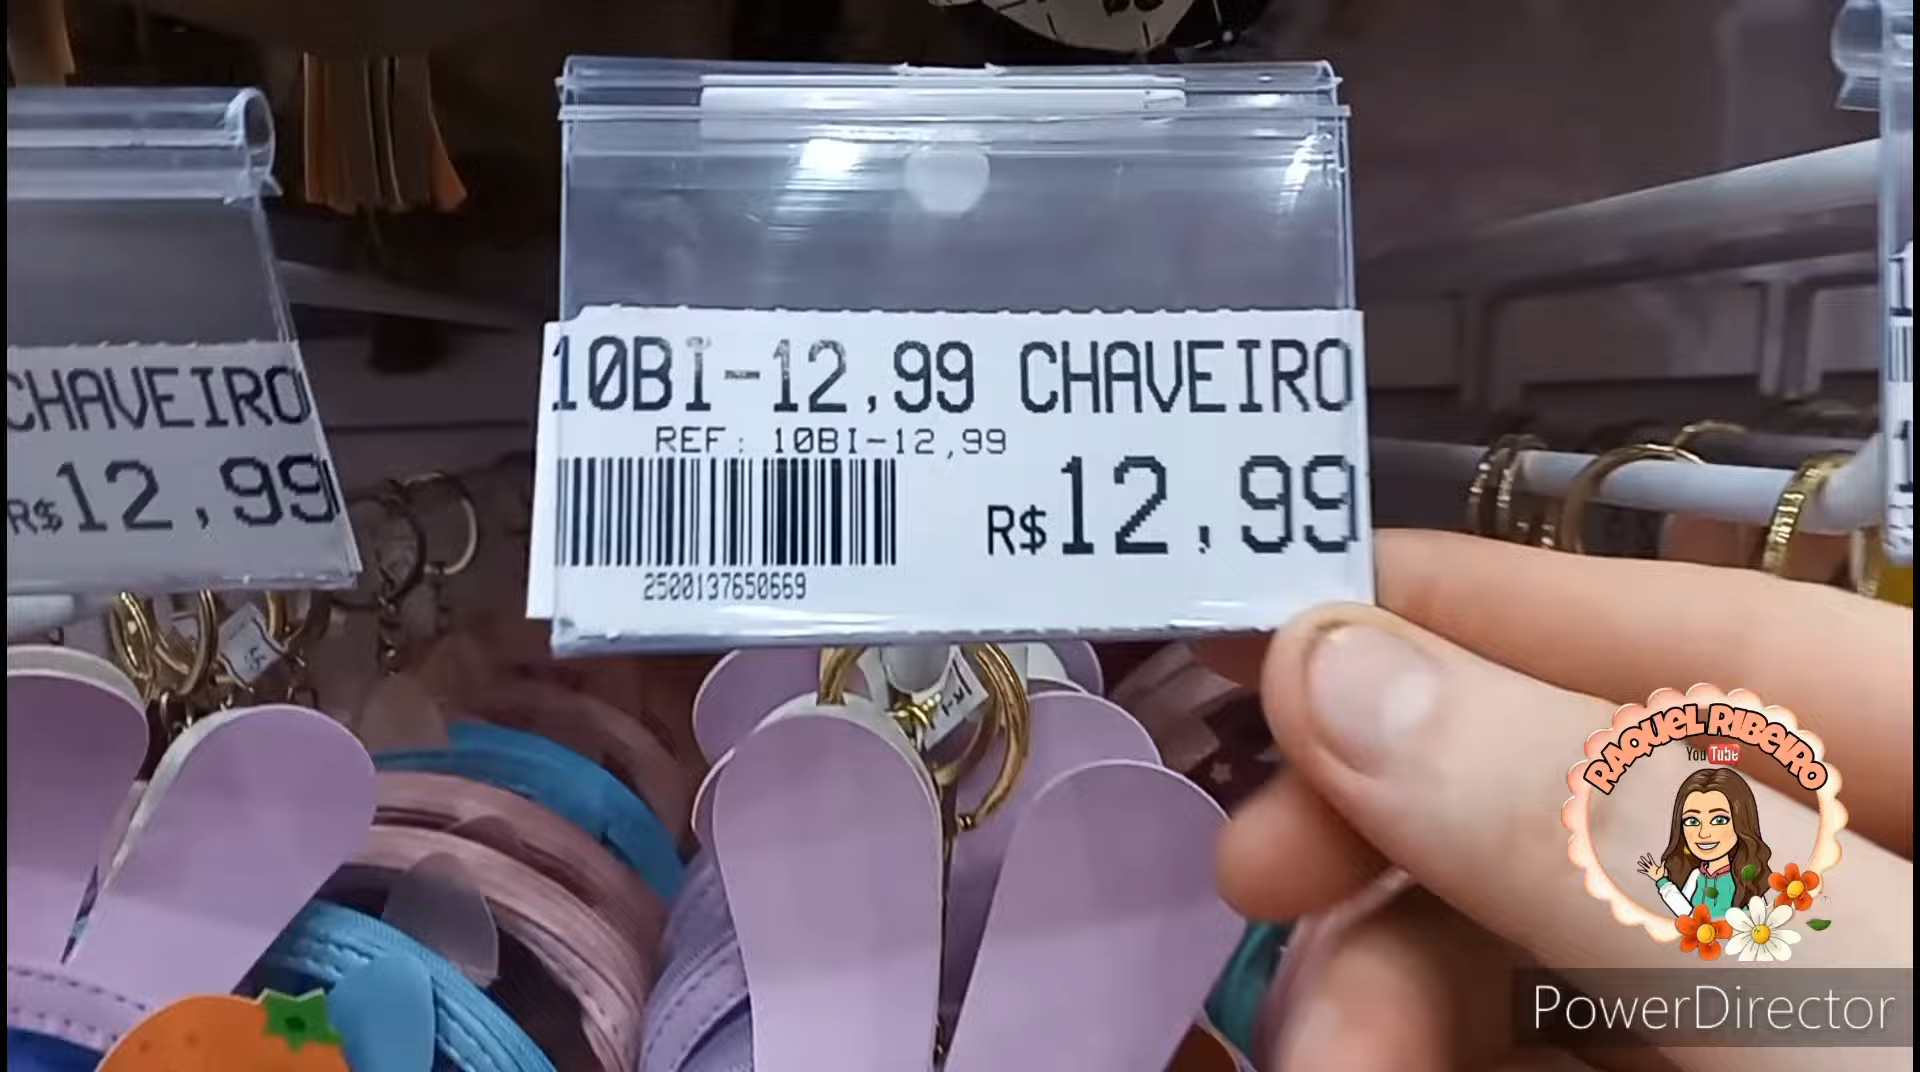 CHAVEIRO
R$12,99
10BI-12,99 CHAVEIRO
REF: 10BI-12,99
R$12,99
2500137650669
RAQUEL RIBEIRO
YouTube
PowerDirector